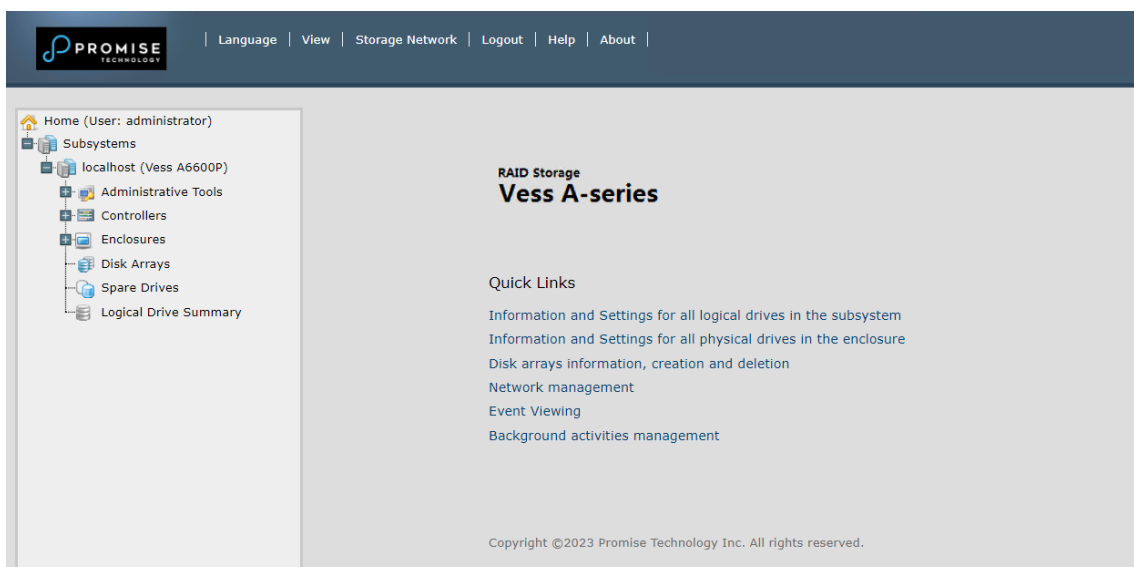 PROMISE
TECHNOLOGY
Language | View | Storage Network | Logout | Help | About
Home (User: administrator)
Subsystems
localhost (Vess A6600P)
Administrative Tools
Controllers
Enclosures
Disk Arrays
Spare Drives
Logical Drive Summary
RAID Storage
Vess A-series
Quick Links
Information and Settings for all logical drives in the subsystem
Information and Settings for all physical drives in the enclosure
Disk arrays information, creation and deletion
Network management
Event Viewing
Background activities management
Copyright ©2023 Promise Technology Inc. All rights reserved.